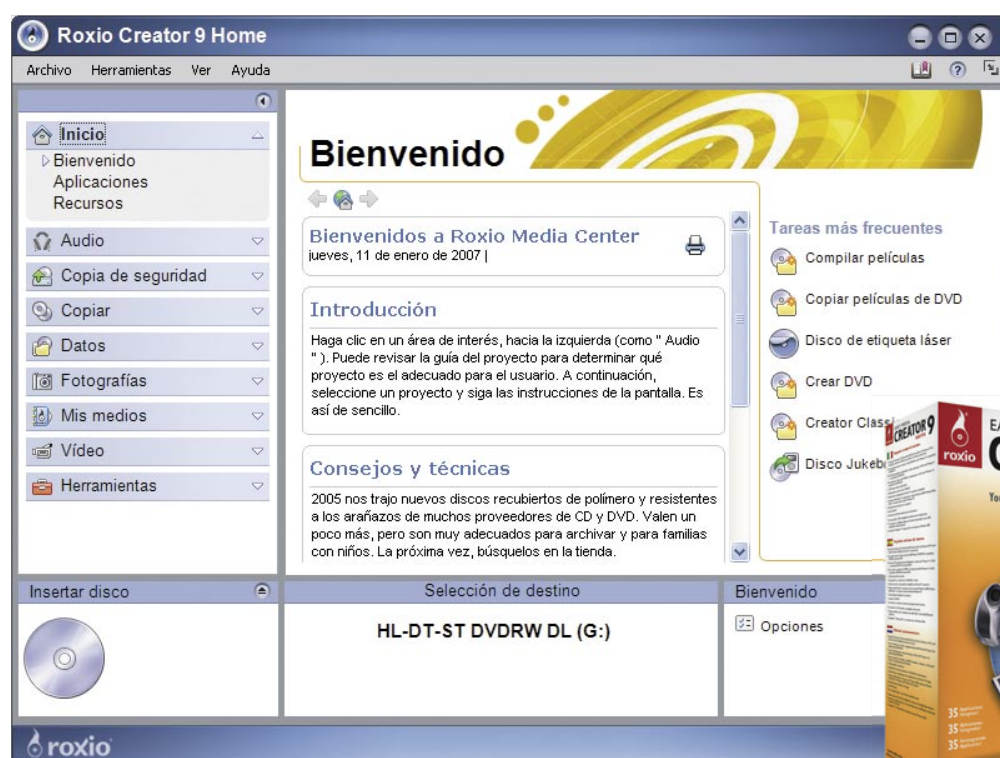 Roxio Creator 9 Home
Archivo Herramientas Ver Ayuda
Inicio
Bienvenido
Aplicaciones
Recursos
Audio
Copia de seguridad
Copiar
Datos
Fotografías
Mis medios
Vídeo
Herramientas
Bienvenido
Bienvenidos a Roxio Media Center
jueves, 11 de enero de 2007 |
Introducción
Haga clic en un área de interés, hacia la izquierda (como " Audio
" ). Puede revisar la guía del proyecto para determinar qué
proyecto es el adecuado para el usuario. A continuación,
seleccione un proyecto y siga las instrucciones de la pantalla. Es
así de sencillo.
Consejos y técnicas
2005 nos trajo nuevos discos recubiertos de polímero y resistentes
a los arañazos de muchos proveedores de CD y DVD. Valen un
poco más, pero son muy adecuados para archivar y para familias
con niños. La próxima vez, búsquelos en la tienda.
Tareas más frecuentes
Compilar películas
Copiar películas de DVD
Disco de etiqueta láser
Crear DVD
Creator Class
Disco Jukeb
Insertar disco
Selección de destino
HL-DT-ST DVDRW DL (G:)
Bienvenido
Opciones
roxio
CREATOR 9
roxio
EA
C
Yo
35
35
35